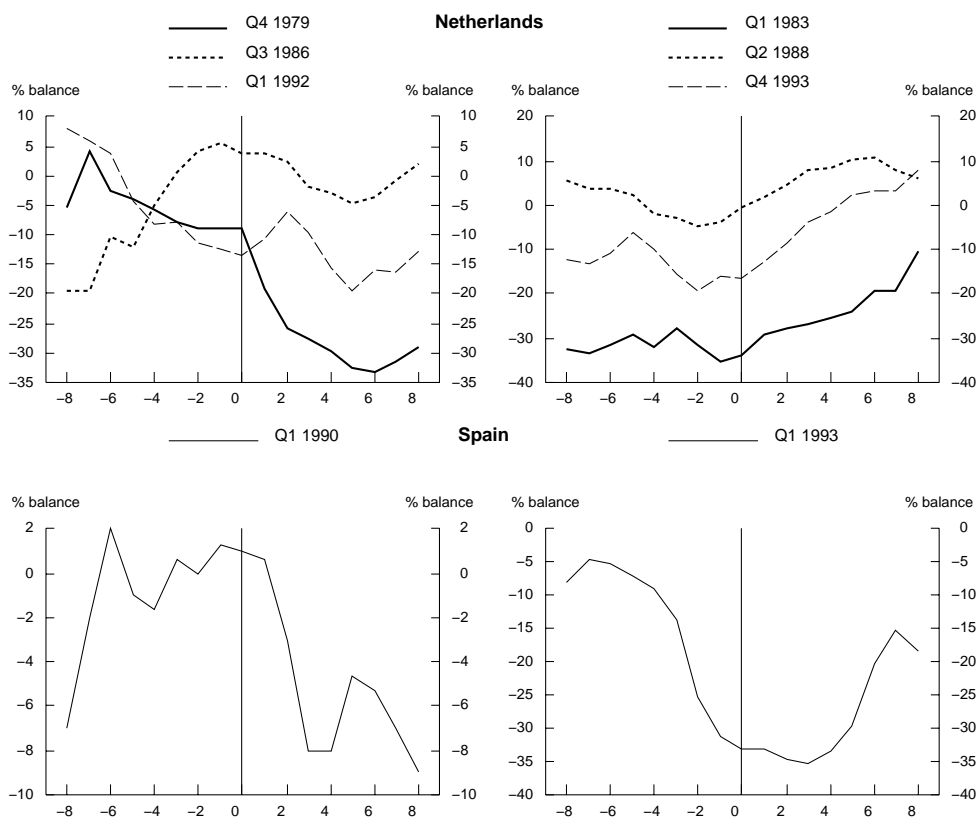 Netherlands
Q4 1979
Q3 1986
Q1 1992
Q1 1983
Q2 1988
Q4 1993
% balance % balance % balance % balance
10 10 20 20
5 5
0 0 10 10
−5 −5 0 0
−10 −10
−15 −15 −10 −10
−20 −20 −20 −20
−25 −25
−30 −30 −30 −30
−35 −35 −40 −40
−8 −6 −4 −2 0 2 4 6 8 −8 −6 −4 −2 0 2 4 6 8
Q1 1990 Spain Q1 1993
% balance % balance % balance % balance
2 2 0 0
0 0 −5 −5
−2 −2 −10 −10
−4 −4 −15 −15
−6 −6 −20 −20
−8 −8 −25 −25
−30 −30
−35 −35
−10 −10 −40 −40
−8 −6 −4 −2 0 2 4 6 8 −8 −6 −4 −2 0 2 4 6 8